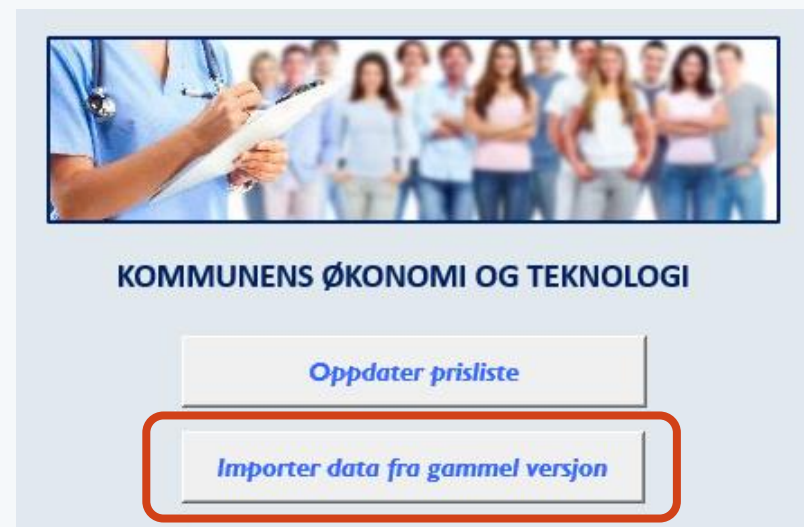 KOMMUNENS ØKONOMI OG TEKNOLOGI
Oppdater prisliste
Importer data fra gammel versjon